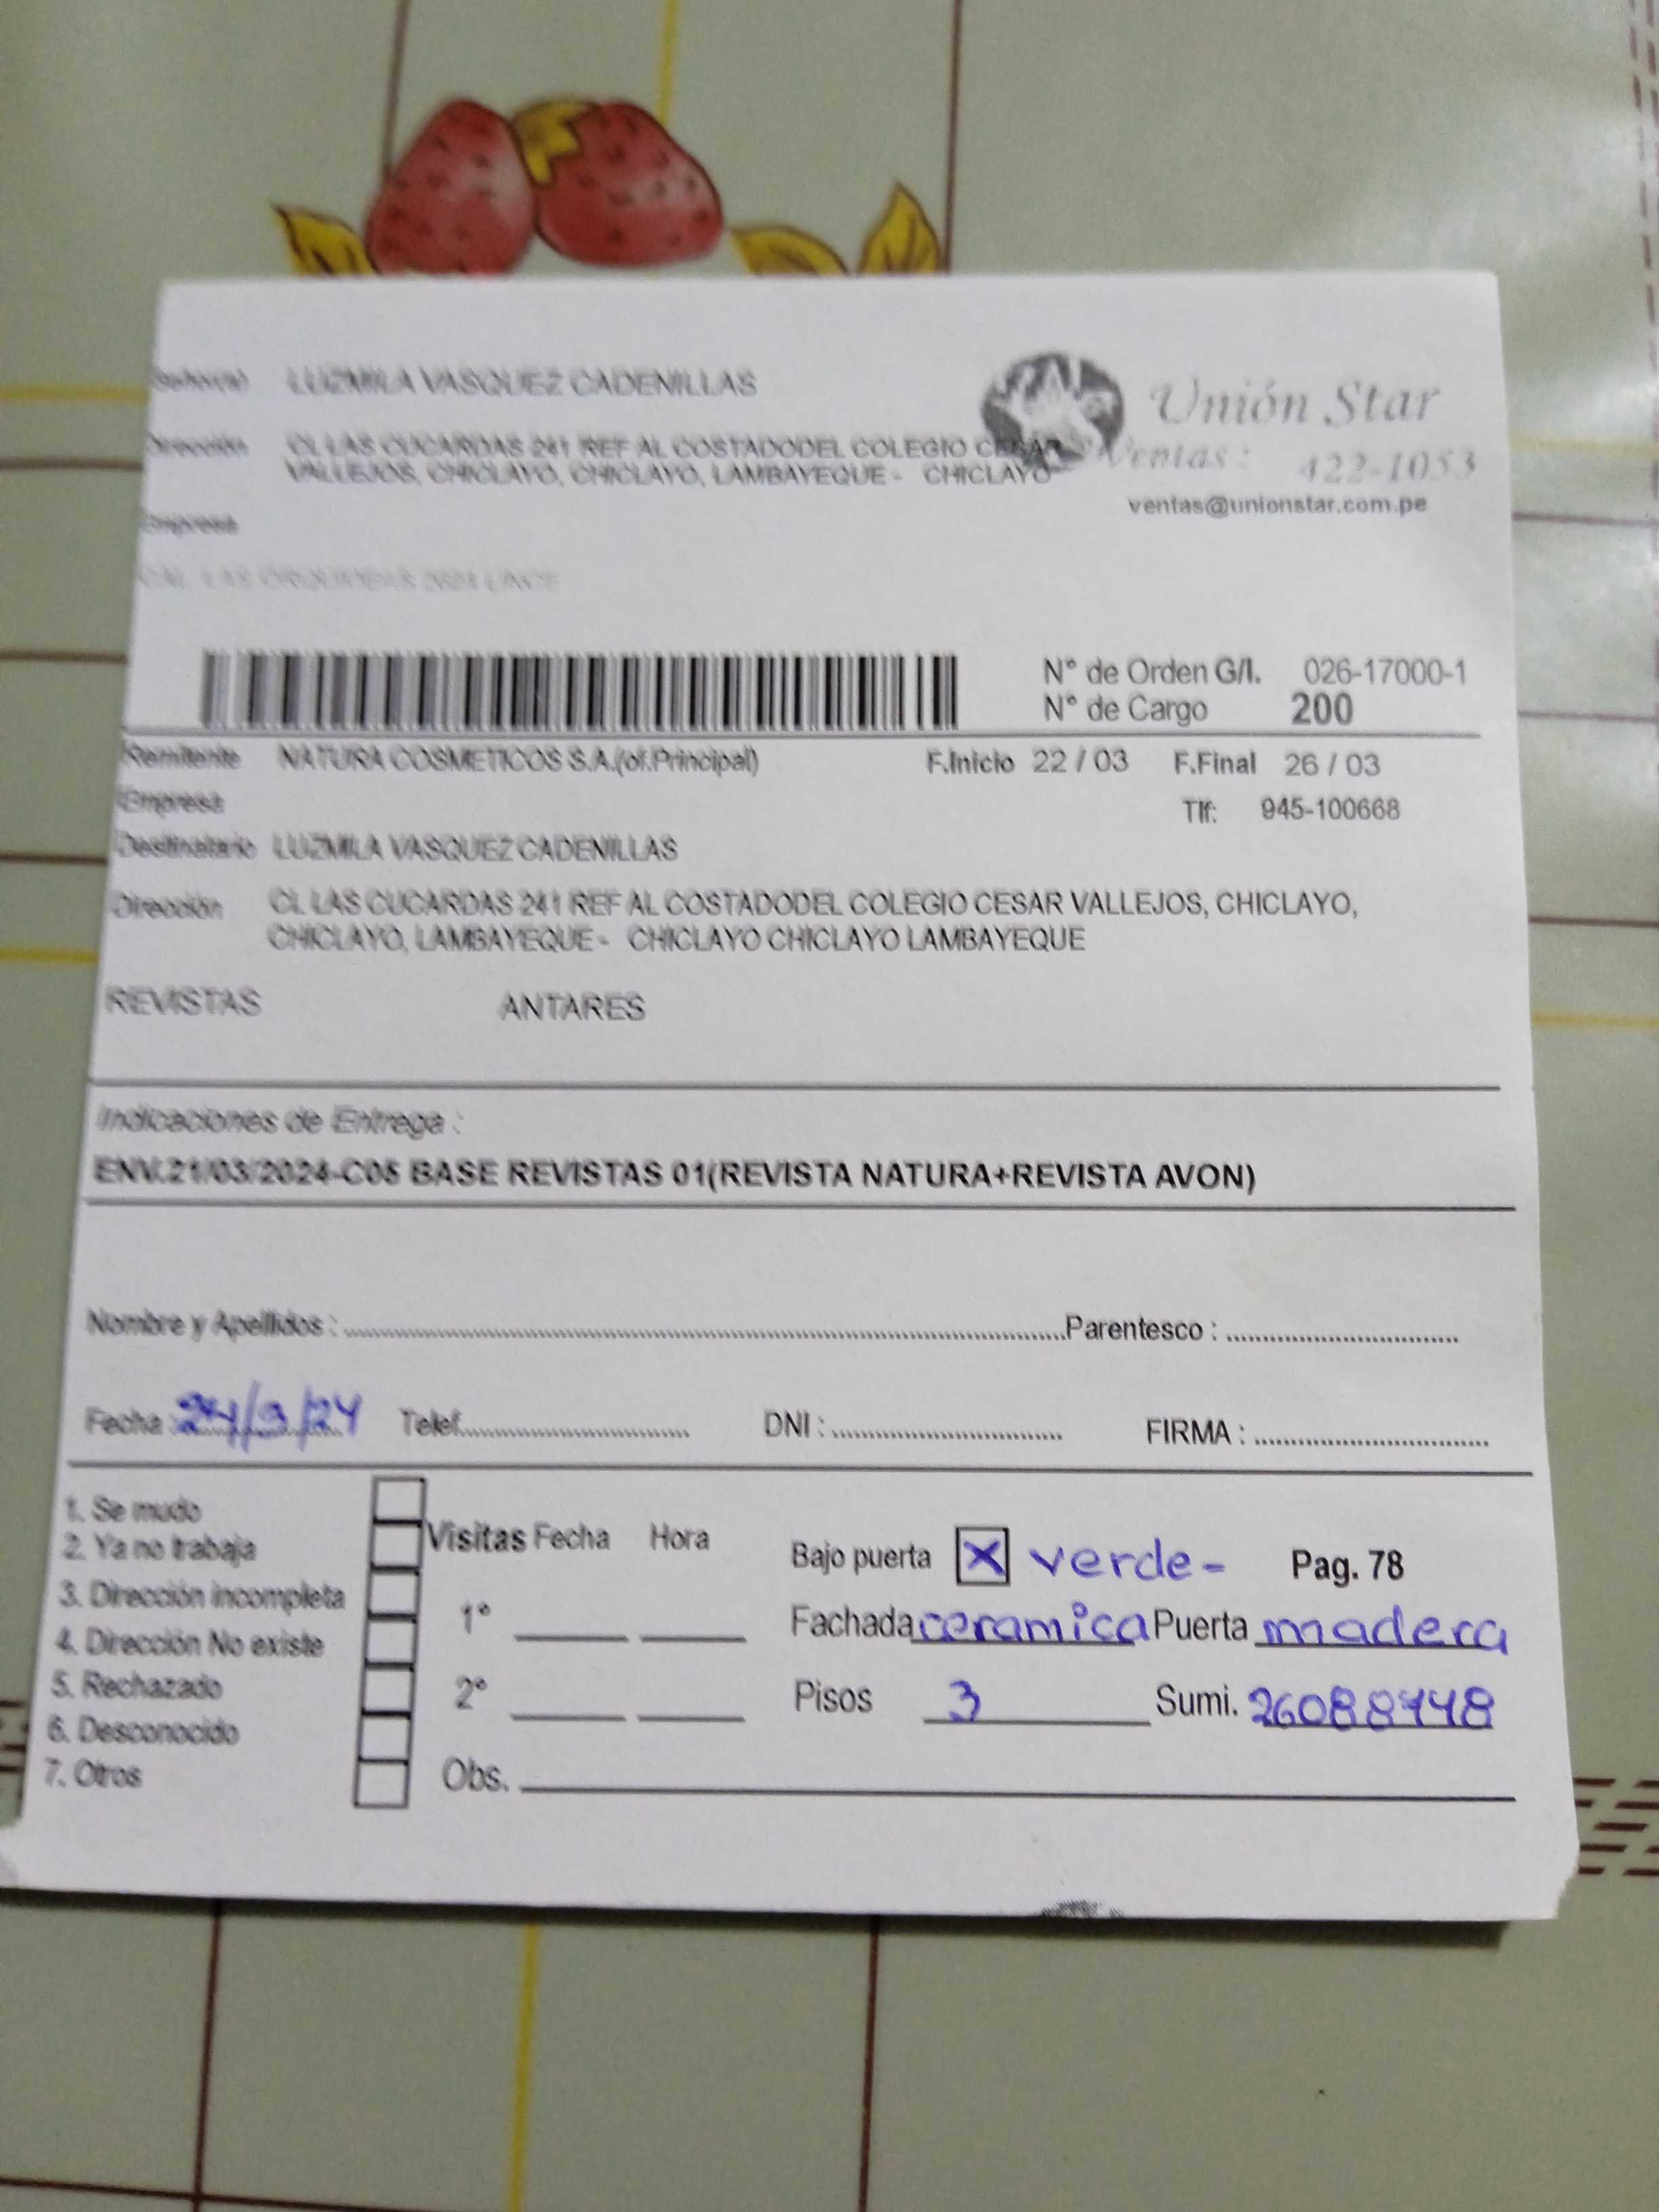 Señor(a) LUZMILA VASQUEZ CADENILLAS
Unión Star
Dirección CL LAS CUCARDAS 241 REF AL COSTADODEL COLEGIO CESAR
VALLEJOS, CHICLAYO, CHICLAYO, LAMBAYEQUE - CHICLAYO
Ventas : 422-1053
ventas@unionstar.com.pe
Empresa
CAL. LAS ORQUIDEAS LINCE
N° de Orden G/I. 026-17000-1
N° de Cargo 200
Remitente NATURA COSMETICOS S.A.(of.Principal) F.Inicio 22 / 03 F.Final 26 / 03
Empresa Tlf: 945-100668
Destinatario LUZMILA VASQUEZ CADENILLAS
Dirección CL LAS CUCARDAS 241 REF AL COSTADODEL COLEGIO CESAR VALLEJOS, CHICLAYO,
CHICLAYO, LAMBAYEQUE - CHICLAYO CHICLAYO LAMBAYEQUE
REVISTAS ANTARES
Indicaciones de Entrega :
ENV.21/03/2024-C05 BASE REVISTAS 01(REVISTA NATURA+REVISTA AVON)
Nombre y Apellidos : Parentesco :
Fecha : 24/3/24 Telef. DNI : FIRMA :
1. Se mudo
2. Ya no trabaja
3. Dirección incompleta
4. Dirección No existe
5. Rechazado
6. Desconocido
7. Otros
Visitas Fecha Hora
1°
2°
Obs.
Bajo puerta X verde- Pag. 78
Fachada ceramica Puerta madera
Pisos 3 Sumi. 26088448